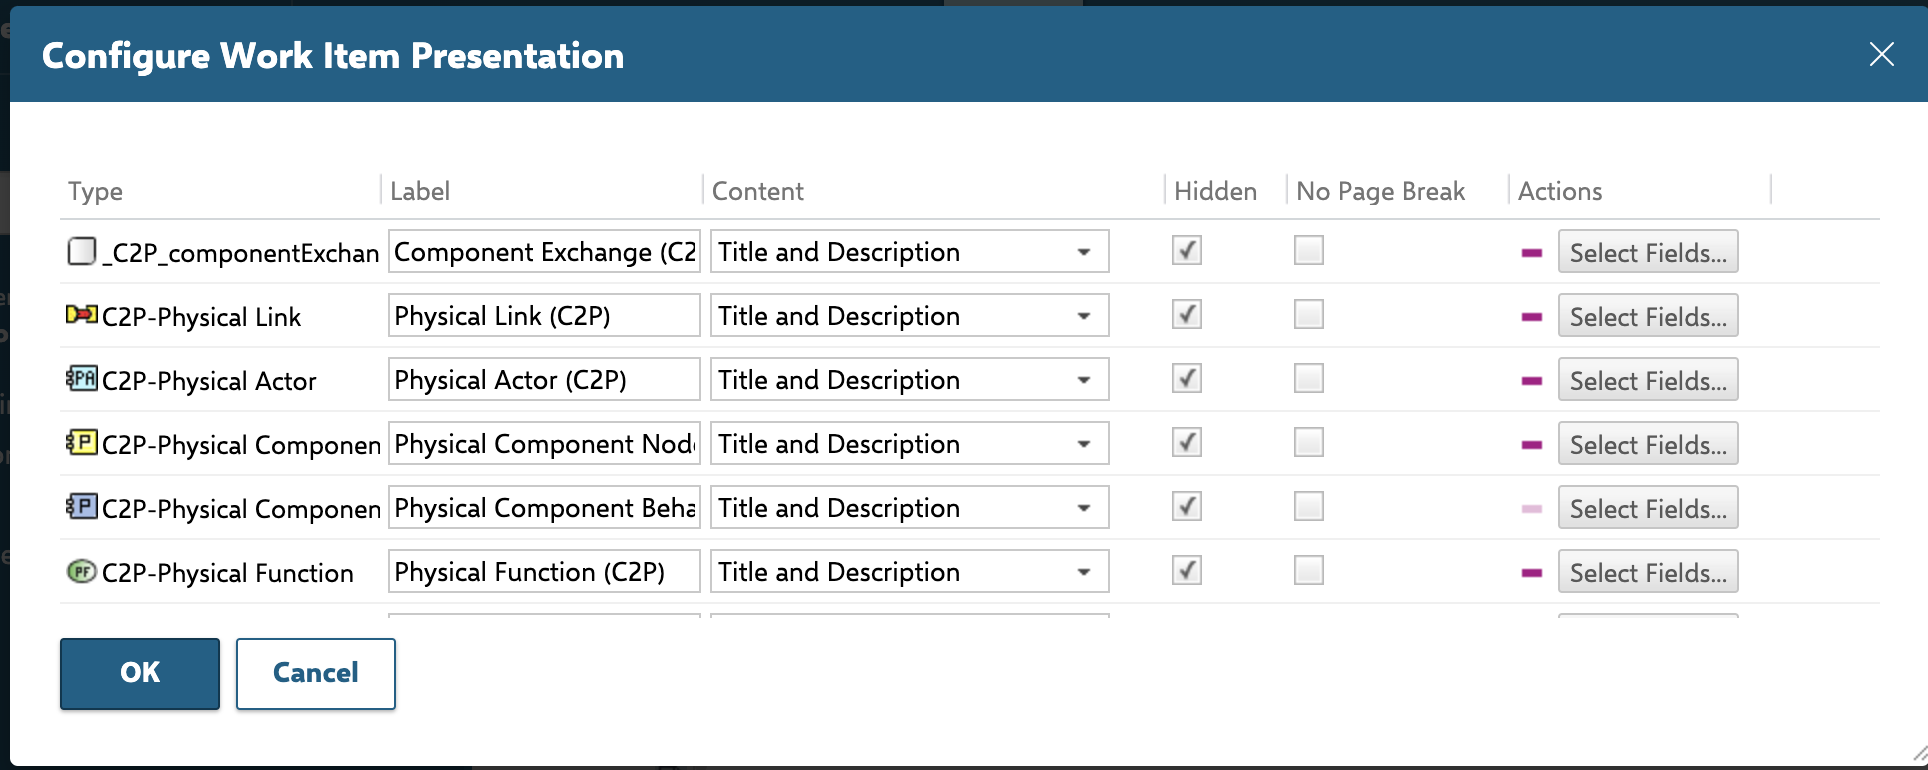 Configure Work Item Presentation
Type Label Content Hidden No Page Break Actions
_C2P_componentExchan Component Exchange (C2 Title and Description Select Fields...
C2P-Physical Link Physical Link (C2P) Title and Description Select Fields...
PA C2P-Physical Actor Physical Actor (C2P) Title and Description Select Fields...
P C2P-Physical Componen Physical Component Nod Title and Description Select Fields...
P C2P-Physical Componen Physical Component Beha Title and Description Select Fields...
PF C2P-Physical Function Physical Function (C2P) Title and Description Select Fields...
OK Cancel